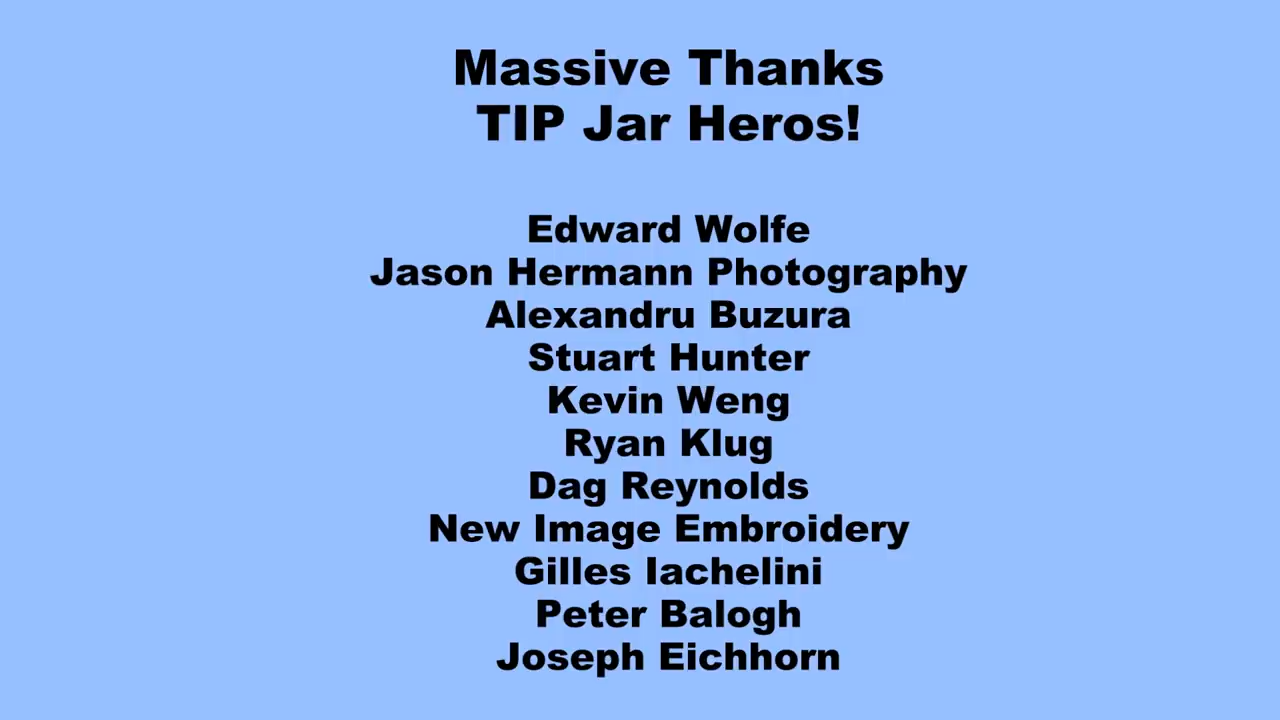 Massive Thanks
TIP Jar Heros!
Edward Wolfe
Jason Hermann Photography
Alexandru Buzura
Stuart Hunter
Kevin Weng
Ryan Klug
Dag Reynolds
New Image Embroidery
Gilles Iachelini
Peter Balogh
Joseph Eichhorn